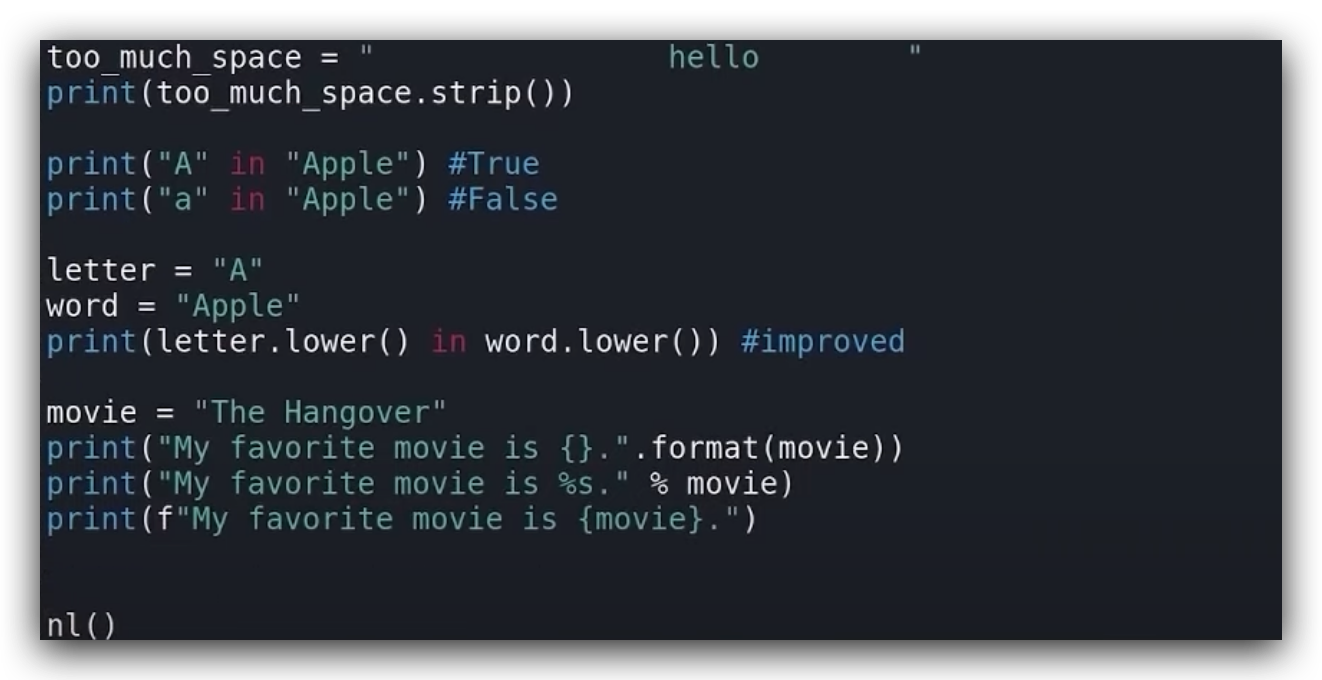 too_much_space = "                hello        "
print(too_much_space.strip())
print("A" in "Apple") #True
print("a" in "Apple") #False
letter = "A"
word = "Apple"
print(letter.lower() in word.lower()) #improved
movie = "The Hangover"
print("My favorite movie is {}.".format(movie))
print("My favorite movie is %s." % movie)
print(f"My favorite movie is {movie}.")
nl()